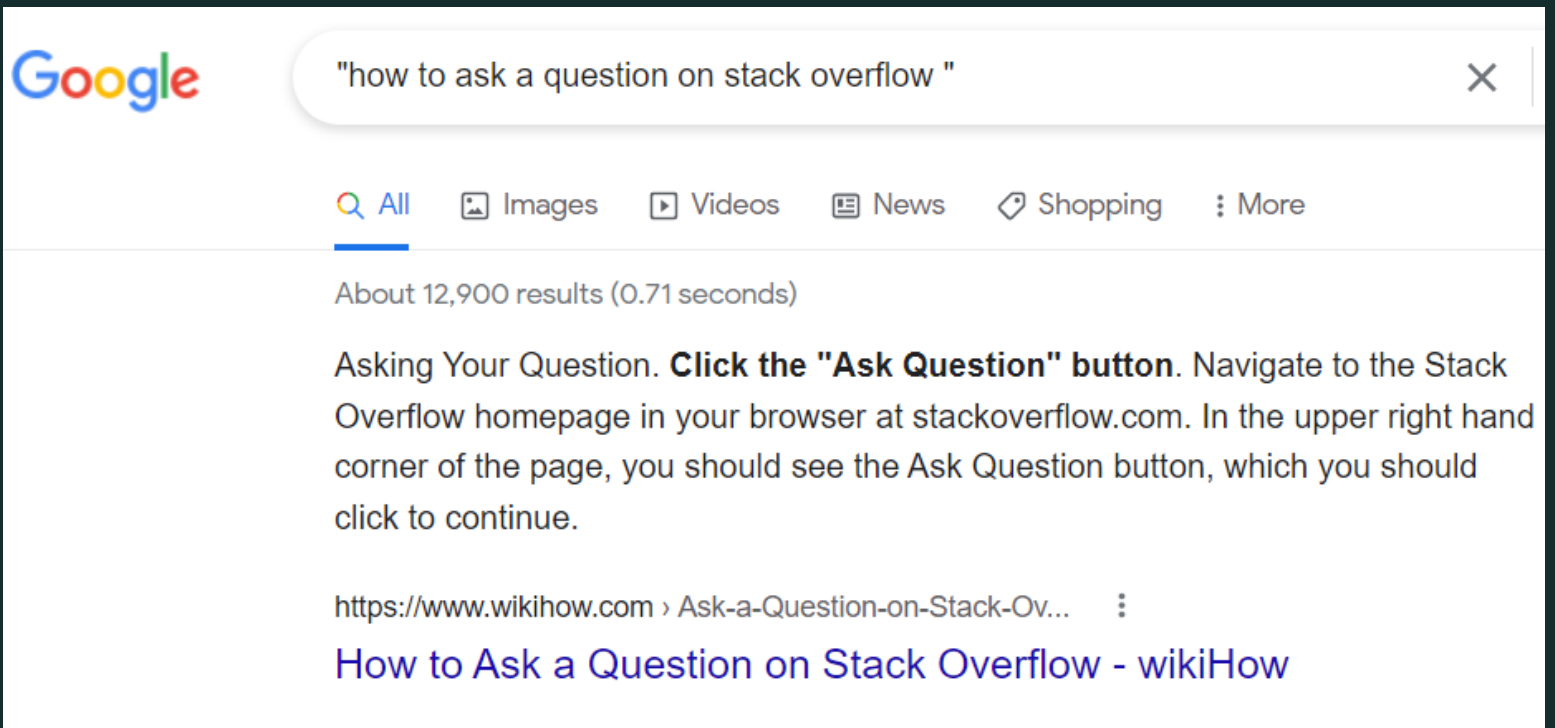 Google
"how to ask a question on stack overflow "
All Images Videos News Shopping More
About 12,900 results (0.71 seconds)
Asking Your Question. Click the "Ask Question" button. Navigate to the Stack
Overflow homepage in your browser at stackoverflow.com. In the upper right hand
corner of the page, you should see the Ask Question button, which you should
click to continue.
https://www.wikihow.com › Ask-a-Question-on-Stack-Ov...
How to Ask a Question on Stack Overflow - wikiHow